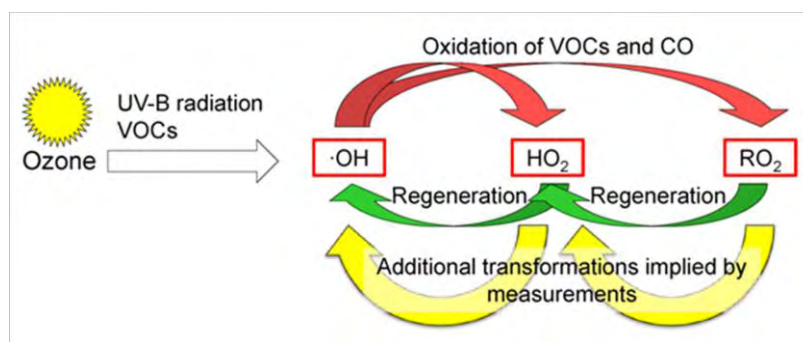 Oxidation of VOCs and CO
UV-B radiation
VOCs
Ozone
·OH
HO₂
RO₂
Regeneration
Regeneration
Additional transformations implied by
measurements